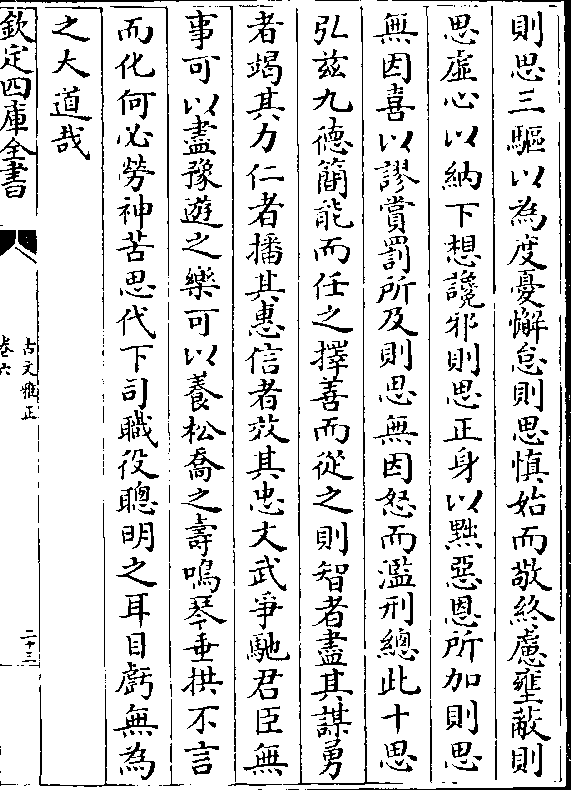 則思三驅以為度憂懈怠則思慎始而敬終慮壅蔽則
思虛心以納下想讒邪則思正身以黜惡恩所加則思
無因喜以謬賞罰所及則思無因怒而濫刑總此十思
弘茲九德簡能而任之擇善而從之則智者盡其謀勇
者竭其力仁者播其惠信者效其忠文武爭馳君臣無
事可以盡豫遊之樂可以養松喬之壽鳴琴垂拱不言
而化何必勞神苦思代下司職役聰明之耳目虧無為
之大道哉
欽定四庫全書
古文雅正
卷六
二十三